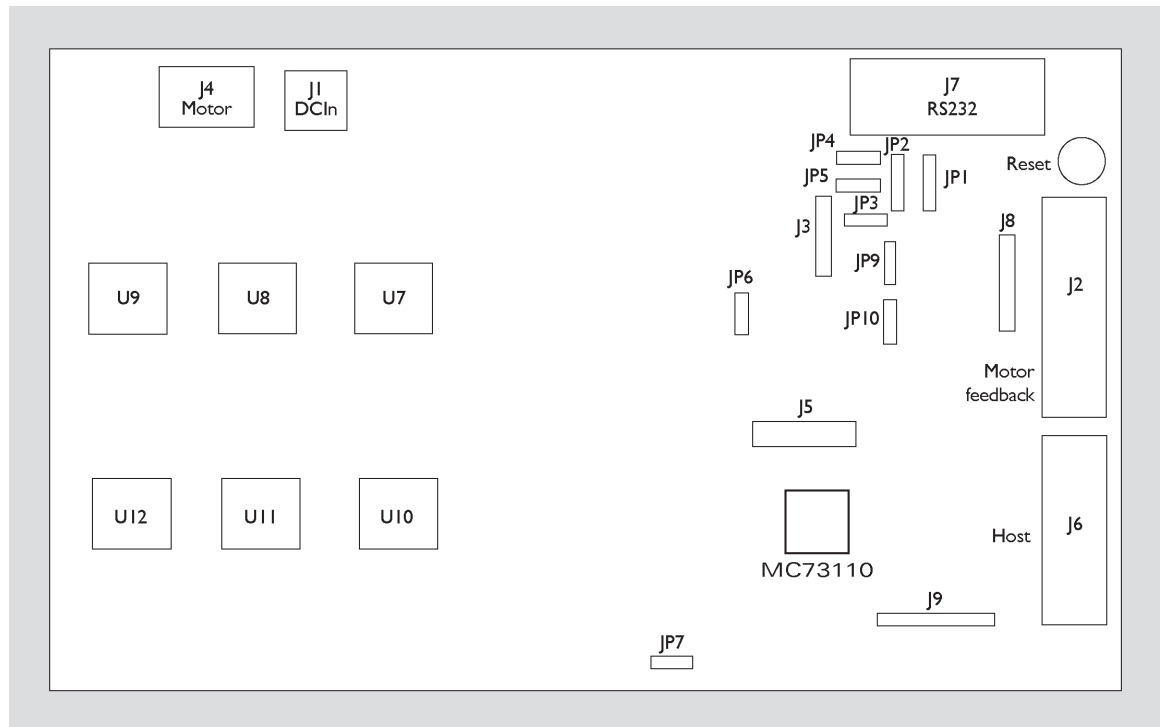 J4
Motor
J1
DCIn
J7
RS232
JP4
JP2
Reset
JP5
JP1
JP3
J3
J8
JP9
JP6
J2
U9
U8
U7
JP10
Motor
feedback
J5
U12
U11
U10
Host
J6
MC73110
J9
JP7